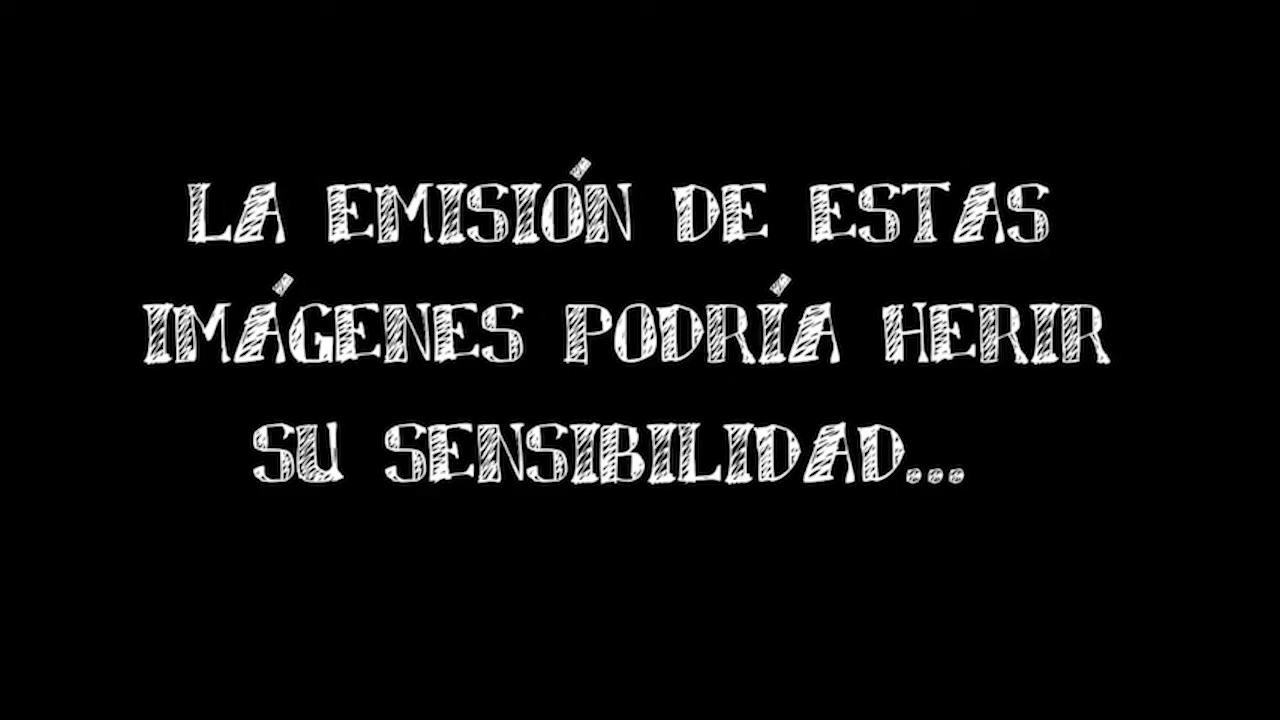 LA EMISIÓN DE ESTAS
IMÁGENES PODRÍA HERIR
SU SENSIBILIDAD...